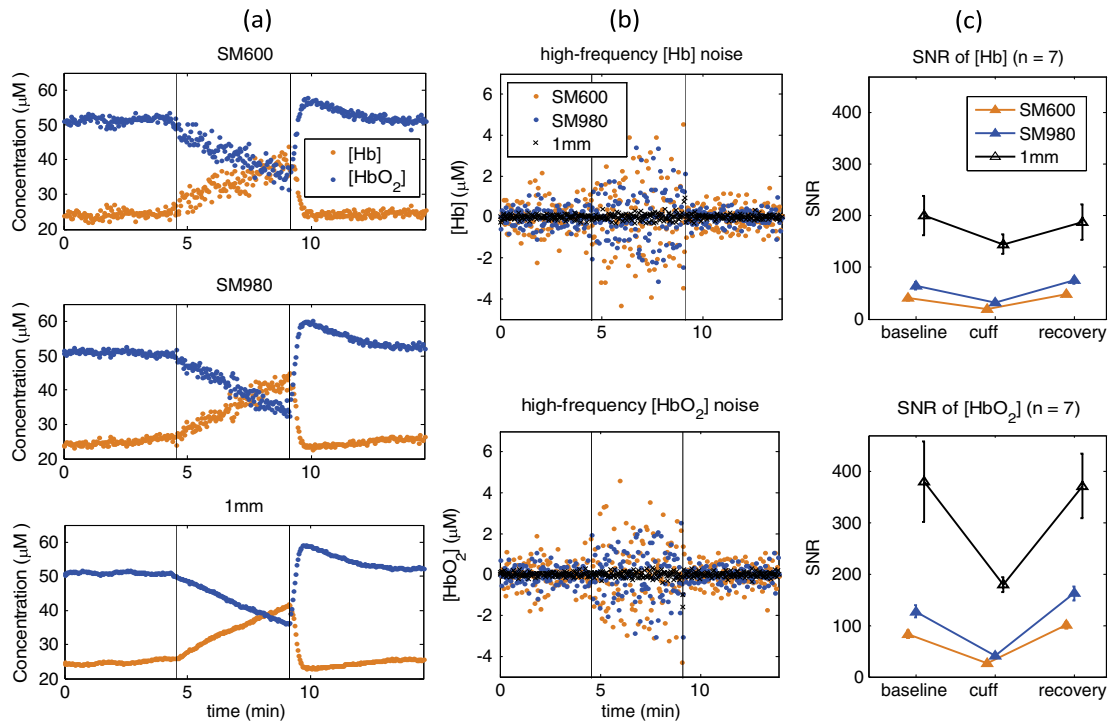 (a)
SM600
Concentration (μM)
60
50
40
30
20
[Hb]
[HbO2]
0
5
10
SM980
Concentration (μM)
60
50
40
30
20
0
5
10
1mm
Concentration (μM)
60
50
40
30
20
0
5
10
time (min)
(b)
high-frequency [Hb] noise
[Hb] (μM)
6
4
2
0
-2
-4
SM600
SM980
1mm
0
5
10
high-frequency [HbO2] noise
[HbO2] (μM)
6
4
2
0
-2
-4
0
5
10
time (min)
(c)
SNR of [Hb] (n = 7)
SNR
400
300
200
100
0
SM600
SM980
1mm
baseline cuff recovery
SNR of [HbO2] (n = 7)
SNR
400
300
200
100
0
baseline cuff recovery